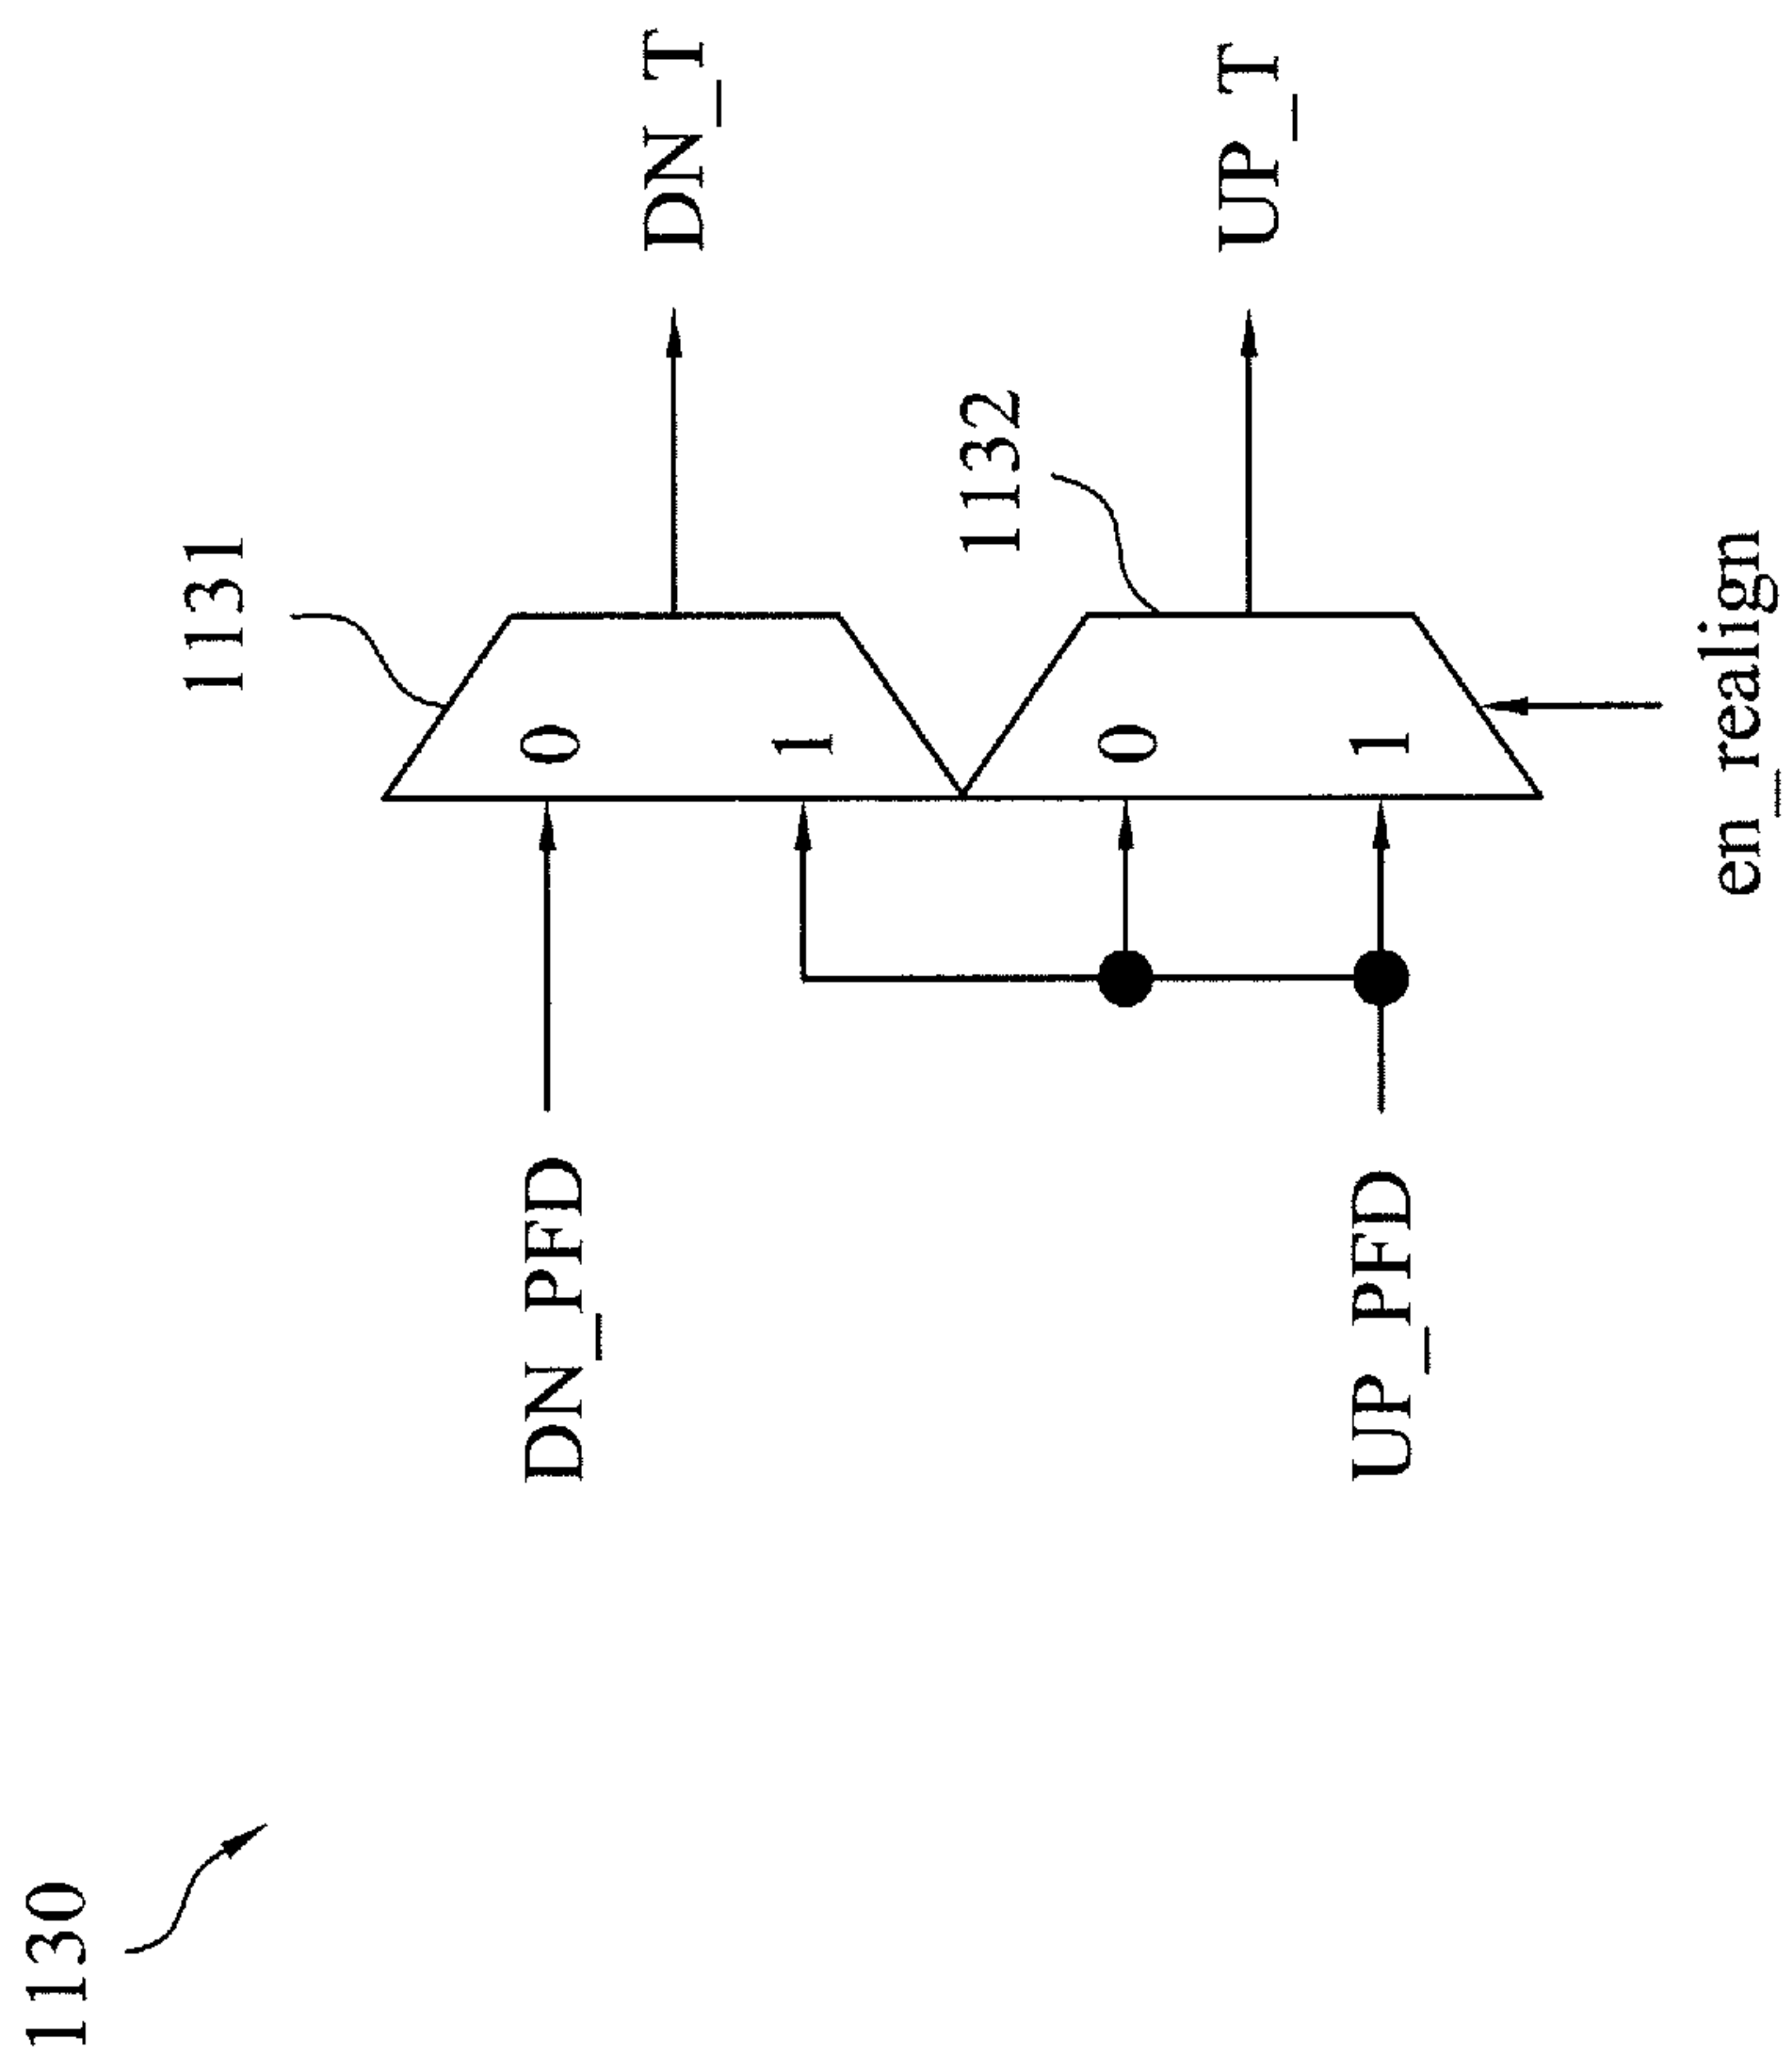 1130
1131
DN_PFD
0
DN_T
1
1132
0
UP_T
UP_PFD
1
en_realign